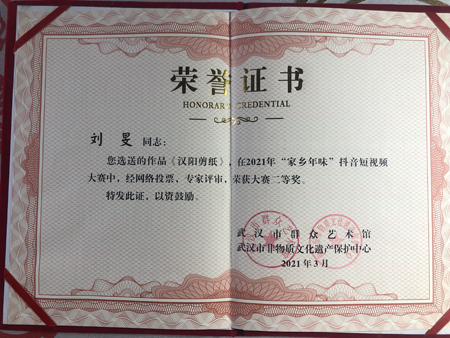 荣誉证书
HONORARY CREDENTIAL
刘旻 同志：
您选送的作品《汉阳剪纸》，在2021年“家乡年味”抖音短视频
大赛中，经网络投票，专家评审，荣获大赛二等奖。
特发此证，以资鼓励。
武汉市群众艺术馆
武汉市非物质文化遗产保护中心
2021年3月